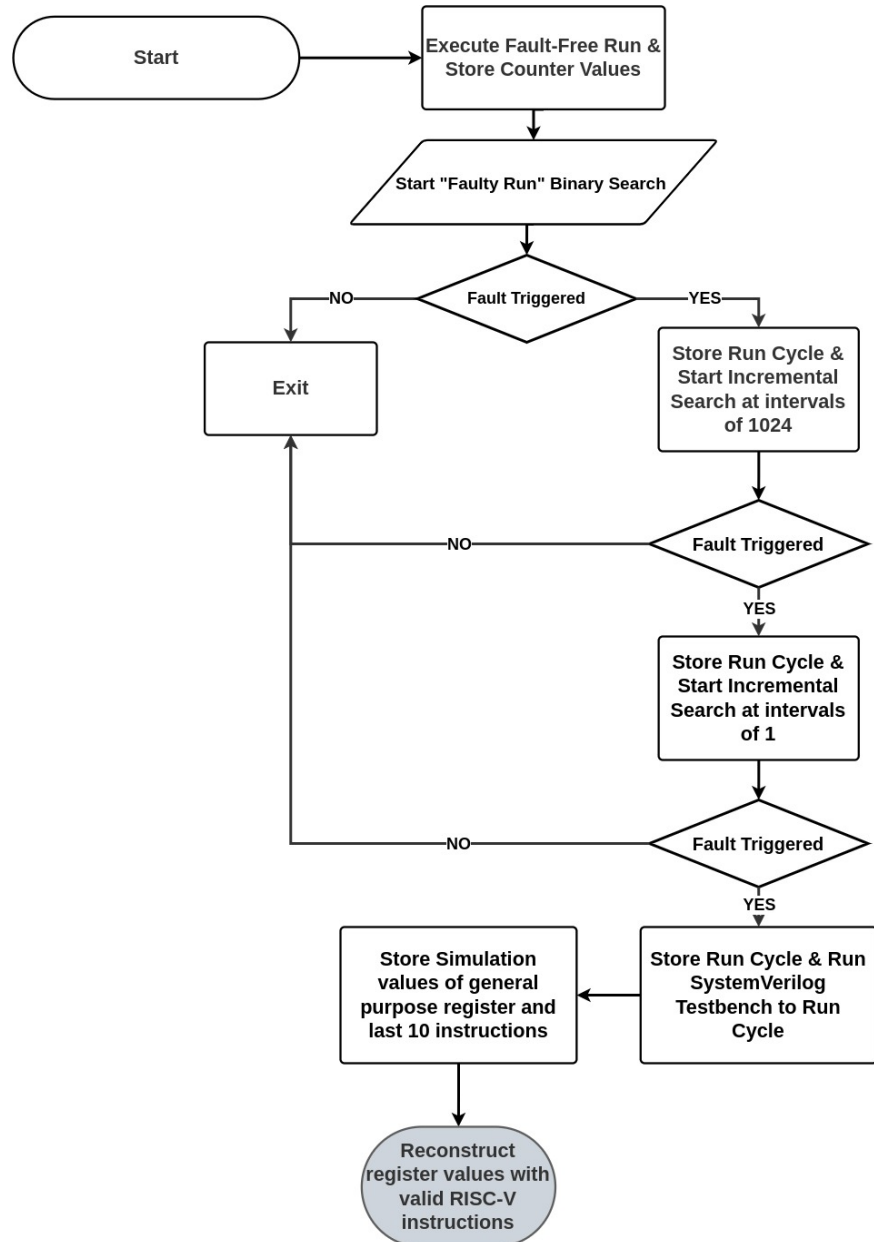 Start
Execute Fault-Free Run &
Store Counter Values
Start "Faulty Run" Binary Search
Fault Triggered
NO
YES
Exit
Store Run Cycle &
Start Incremental
Search at intervals
of 1024
Fault Triggered
NO
YES
Store Run Cycle &
Start Incremental
Search at intervals
of 1
Fault Triggered
NO
YES
Store Run Cycle & Run
SystemVerilog
Testbench to Run
Cycle
Store Simulation
values of general
purpose register and
last 10 instructions
Reconstruct
register values with
valid RISC-V
instructions